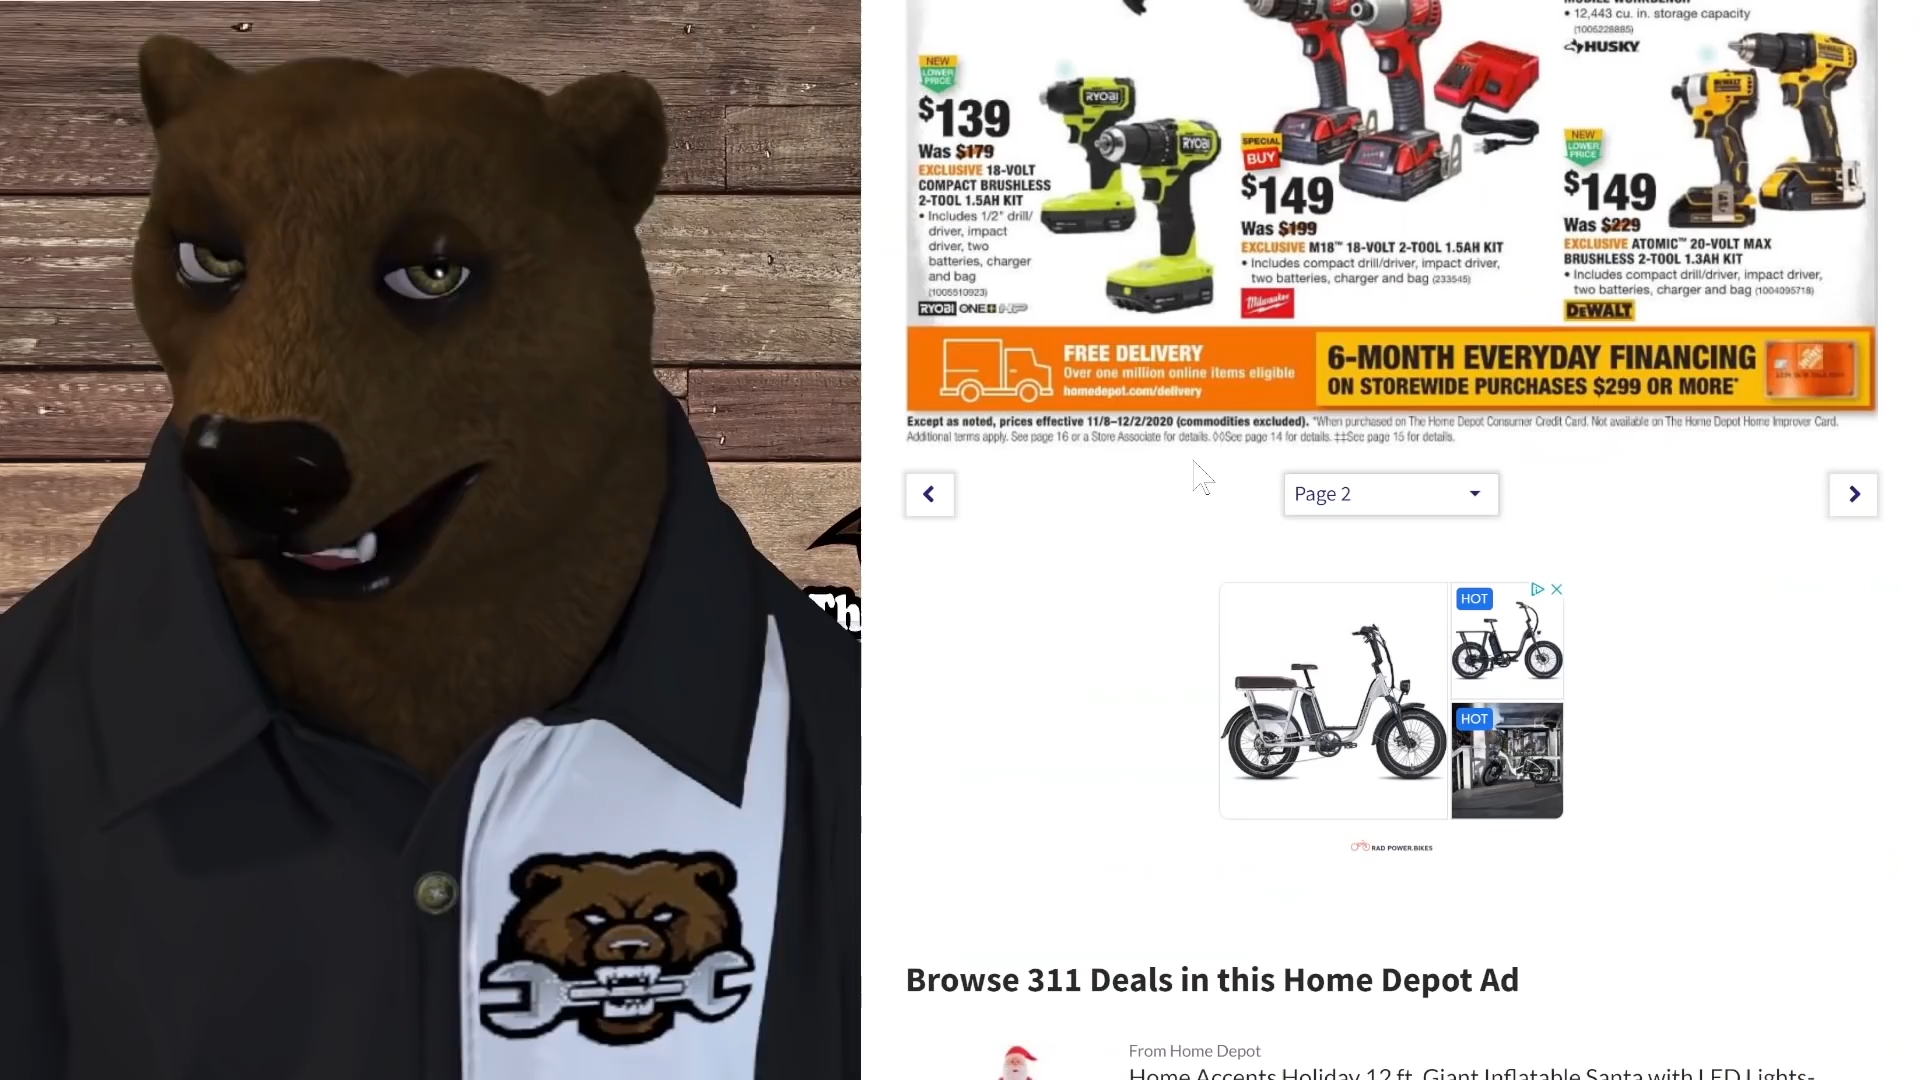 MOBILE WORKBENCH
• 12,443 cu. in. storage capacity
(1005228885)
HUSKY
NEW
LOWER
PRICE
$139
Was $179
EXCLUSIVE 18-VOLT
COMPACT BRUSHLESS
2-TOOL 1.5AH KIT
• Includes 1/2" drill/
driver, impact
driver, two
batteries, charger
and bag
(1005510923)
RYOBI ONE+ HP
RYOBI
RYOBI
SPECIAL
BUY
$149
Was $199
EXCLUSIVE M18™ 18-VOLT 2-TOOL 1.5AH KIT
• Includes compact drill/driver, impact driver,
two batteries, charger and bag (233545)
Milwaukee
NEW
LOWER
PRICE
$149
Was $229
EXCLUSIVE ATOMIC™ 20-VOLT MAX
BRUSHLESS 2-TOOL 1.3AH KIT
• Includes compact drill/driver, impact driver,
two batteries, charger and bag (1004095718)
DEWALT
DEWALT
FREE DELIVERY
Over one million online items eligible
homedepot.com/delivery
6-MONTH EVERYDAY FINANCING
ON STOREWIDE PURCHASES $299 OR MORE*
Except as noted, prices effective 11/8–12/2/2020 (commodities excluded). *When purchased on The Home Depot Consumer Credit Card. Not available on The Home Depot Home Improver Card.
Additional terms apply. See page 16 or a Store Associate for details. ◊◊See page 14 for details. ‡‡See page 15 for details.
Page 2
HOT
HOT
RAD POWER BIKES
Th
Browse 311 Deals in this Home Depot Ad
From Home Depot
Home Accents Holiday 12 ft. Giant Inflatable Santa with LED Lights-